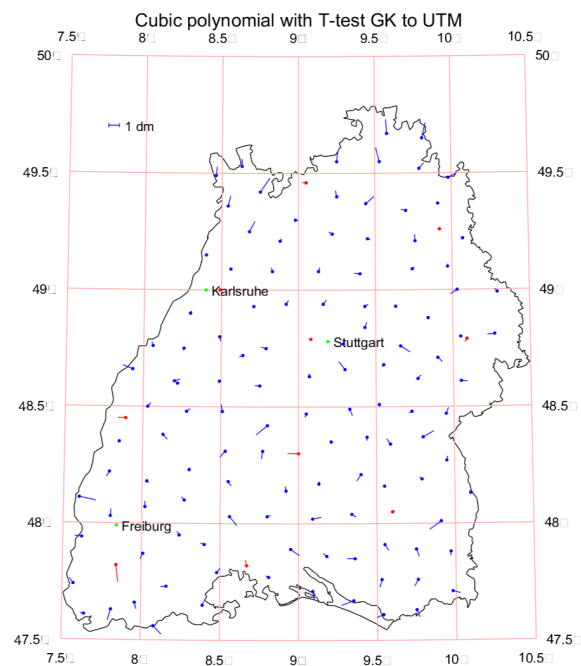 Cubic polynomial with T-test GK to UTM
7.5□ 8□ 8.5□ 9□ 9.5□ 10□ 10.5□
50□ 50□
1 dm
49.5□ 49.5□
49□ Karlsruhe 49□
Stuttgart
48.5□ 48.5□
48□ Freiburg 48□
47.5□ 47.5□
7.5□ 8□ 8.5□ 9□ 9.5□ 10□ 10.5□